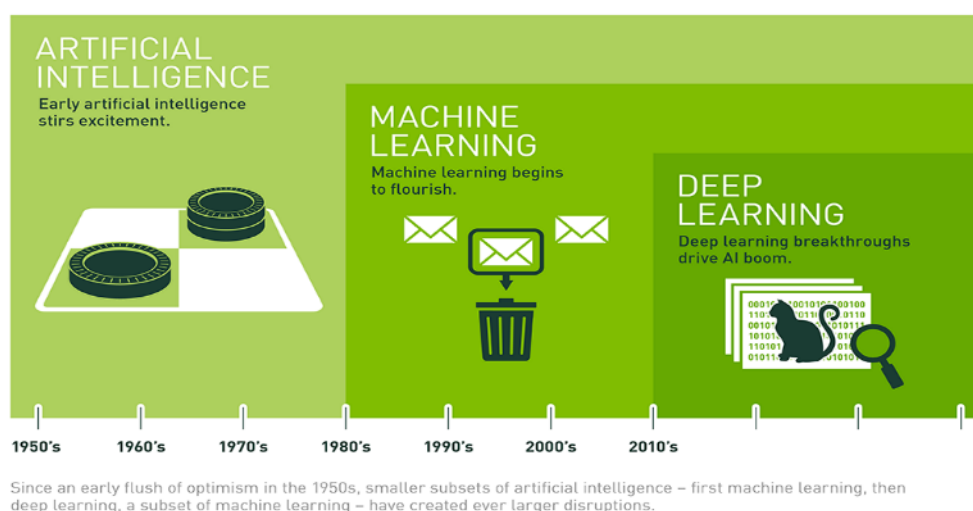 ARTIFICIAL
INTELLIGENCE
Early artificial intelligence
stirs excitement.
MACHINE
LEARNING
Machine learning begins
to flourish.
DEEP
LEARNING
Deep learning breakthroughs
drive AI boom.
1950's 1960's 1970's 1980's 1990's 2000's 2010's
Since an early flush of optimism in the 1950s, smaller subsets of artificial intelligence – first machine learning, then
deep learning, a subset of machine learning – have created ever larger disruptions.